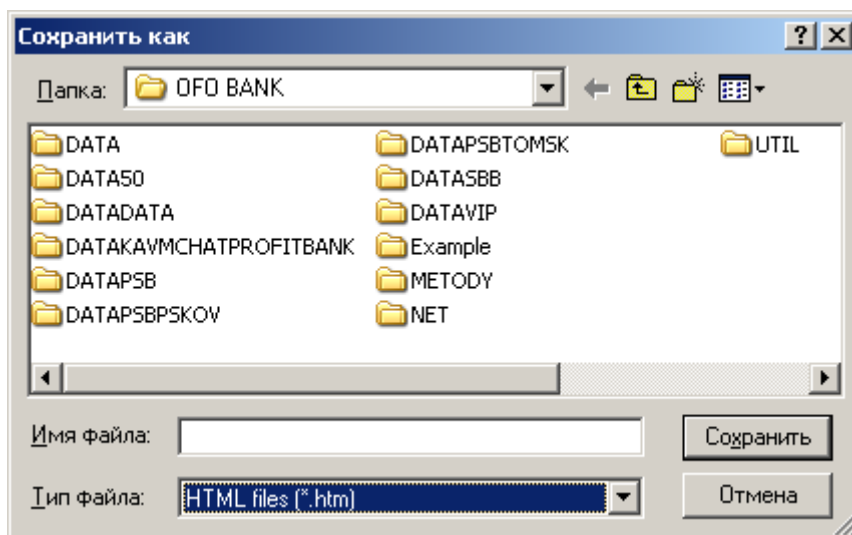 Сохранить как
Папка: OFO BANK
DATA DATAPSBTOMSK UTIL
DATA50 DATASBB
DATADATA DATAVIP
DATAKAVMCHATPROFITBANK Example
DATAPSB METODY
DATAPSBPSKOV NET
Имя файла: Сохранить
Тип файла: HTML files (*.htm) Отмена